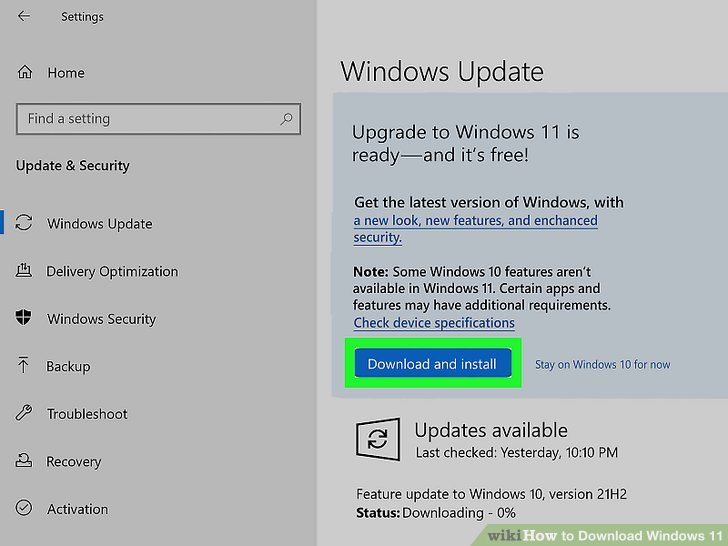 Settings
Home
Find a setting
Update & Security
Windows Update
Delivery Optimization
Windows Security
Backup
Troubleshoot
Recovery
Activation
Windows Update
Upgrade to Windows 11 is
ready—and it's free!
Get the latest version of Windows, with
a new look, new features, and enchanced
security.
Note: Some Windows 10 features aren't
available in Windows 11. Certain apps and
features may have additional requirements.
Check device specifications
Download and install
Stay on Windows 10 for now
Updates available
Last checked: Yesterday, 10:10 PM
Feature update to Windows 10, version 21H2
Status: Downloading - 0%
wikiHow to Download Windows 11